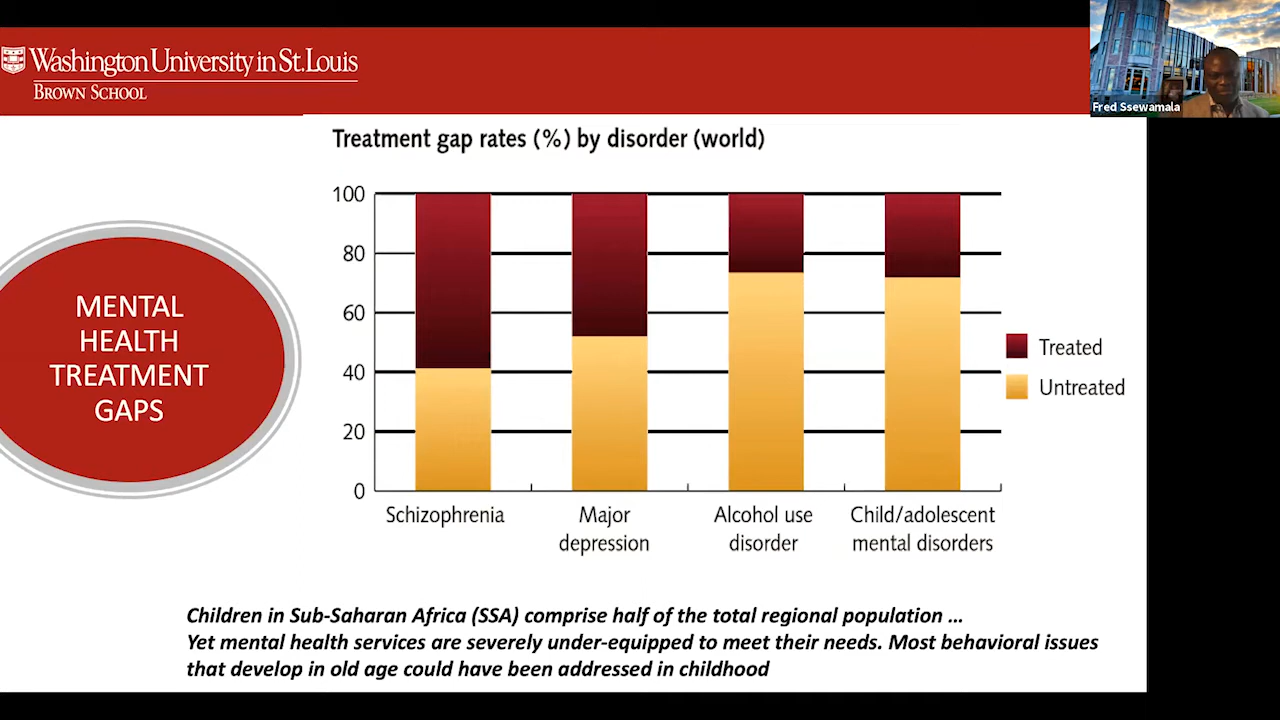 Washington University in St. Louis
BROWN SCHOOL
Fred Ssewamala
Treatment gap rates (%) by disorder (world)
MENTAL
HEALTH
TREATMENT
GAPS
100
80
60
40
20
0
Schizophrenia
Major
depression
Alcohol use
disorder
Child/adolescent
mental disorders
Treated
Untreated
Children in Sub-Saharan Africa (SSA) comprise half of the total regional population ...
Yet mental health services are severely under-equipped to meet their needs. Most behavioral issues
that develop in old age could have been addressed in childhood